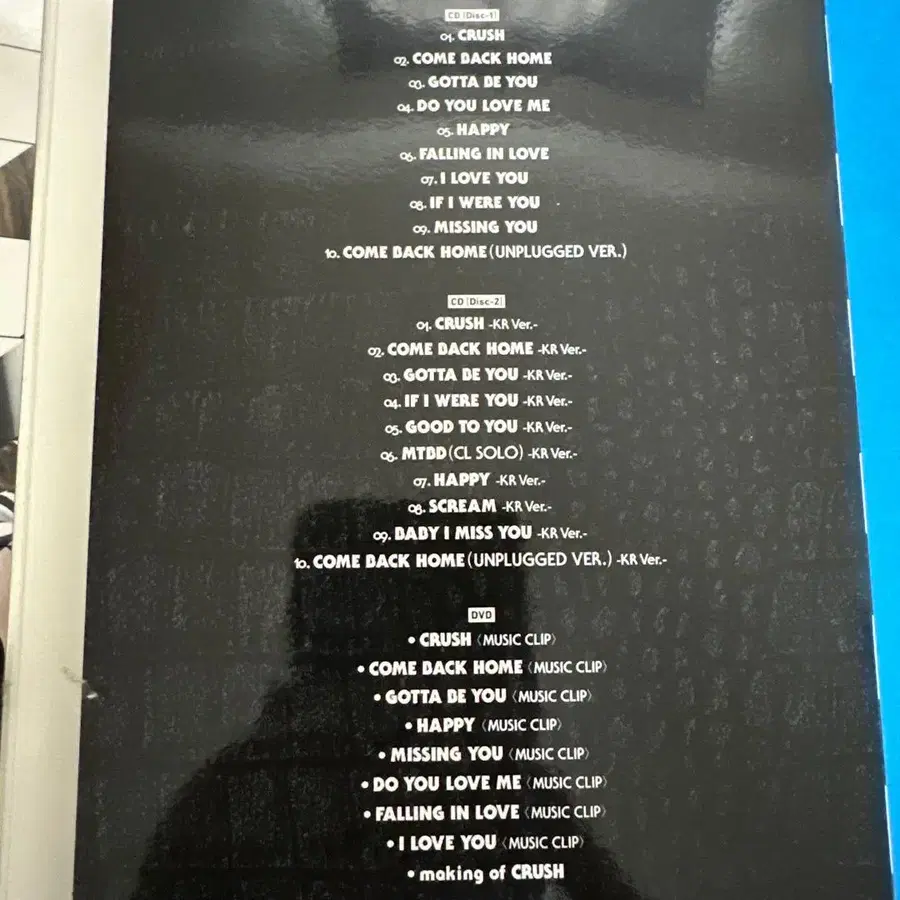 CD [Disc-1]
01. CRUSH
02. COME BACK HOME
03. GOTTA BE YOU
04. DO YOU LOVE ME
05. HAPPY
06. FALLING IN LOVE
07. I LOVE YOU
08. IF I WERE YOU
09. MISSING YOU
10. COME BACK HOME (UNPLUGGED VER.)
CD [Disc-2]
01. CRUSH -KR Ver.-
02. COME BACK HOME -KR Ver.-
03. GOTTA BE YOU -KR Ver.-
04. IF I WERE YOU -KR Ver.-
05. GOOD TO YOU -KR Ver.-
06. MTBD (CL SOLO) -KR Ver.-
07. HAPPY -KR Ver.-
08. SCREAM -KR Ver.-
09. BABY I MISS YOU -KR Ver.-
10. COME BACK HOME (UNPLUGGED VER.) -KR Ver.-
DVD
• CRUSH〈MUSIC CLIP〉
• COME BACK HOME〈MUSIC CLIP〉
• GOTTA BE YOU〈MUSIC CLIP〉
• HAPPY〈MUSIC CLIP〉
• MISSING YOU〈MUSIC CLIP〉
• DO YOU LOVE ME〈MUSIC CLIP〉
• FALLING IN LOVE〈MUSIC CLIP〉
• I LOVE YOU〈MUSIC CLIP〉
• making of CRUSH